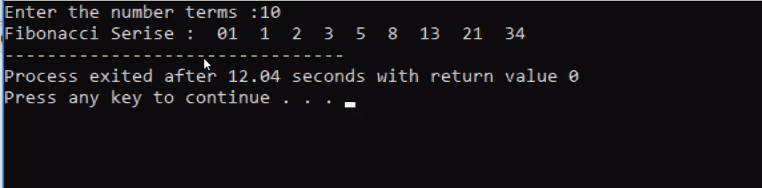 Enter the number terms :10
Fibonacci Serise :  01  1  2  3  5  8  13  21  34
--------------------------------
Process exited after 12.04 seconds with return value 0
Press any key to continue . . .